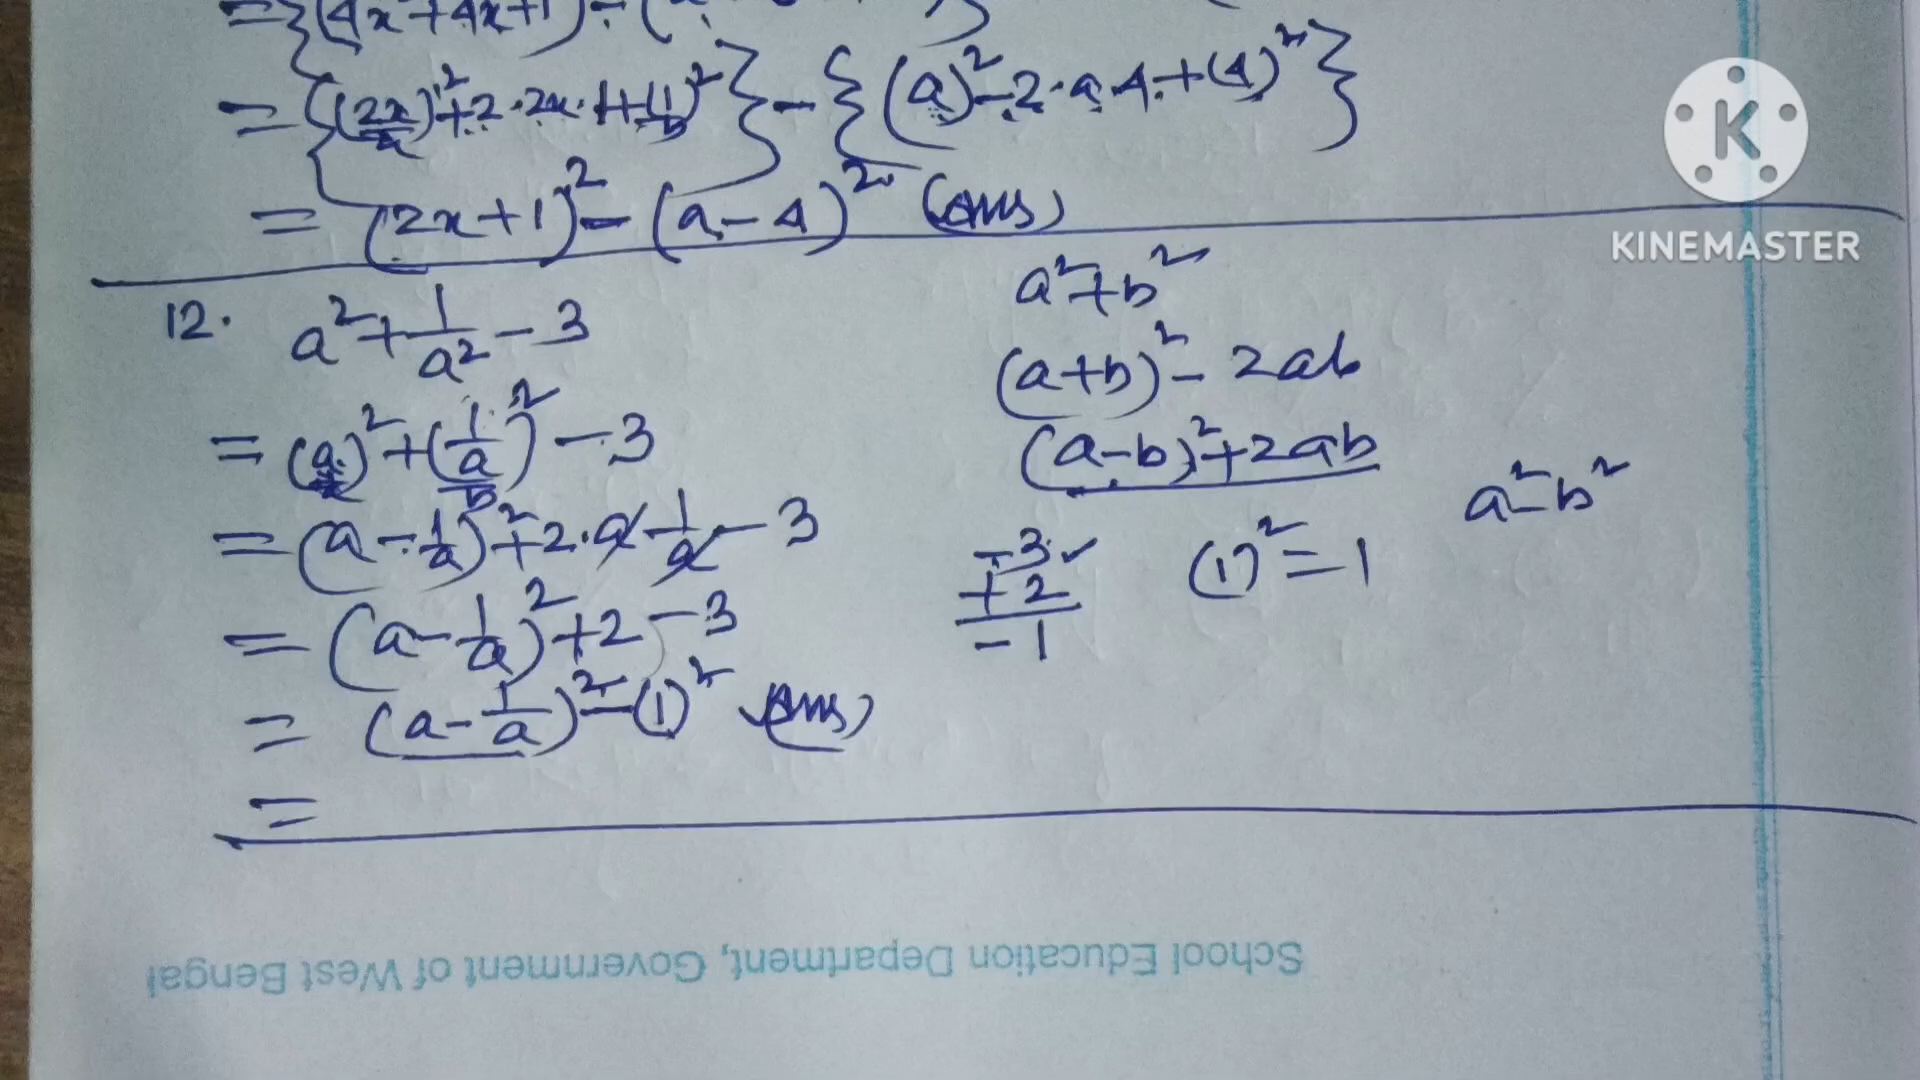 = {(4x²+4x+1) - (
= {(2x)²+2·2x·1+(1)²} - {(a)²-2·a·4+(4)²}
= (2x+1)² - (a-4)² (Ans)
12. a²+1/a²-3
= (a)²+(1/a)²-3
= (a-1/a)²+2·a·1/a-3
= (a-1/a)²+2-3
= (a-1/a)²-(1)² (Ans)
=
a²+b²
(a+b)²-2ab
(a-b)²+2ab
-3 ✓
+2
-1
(1)²=1
a²-b²
School Education Department, Government of West Bengal
K
KINEMASTER